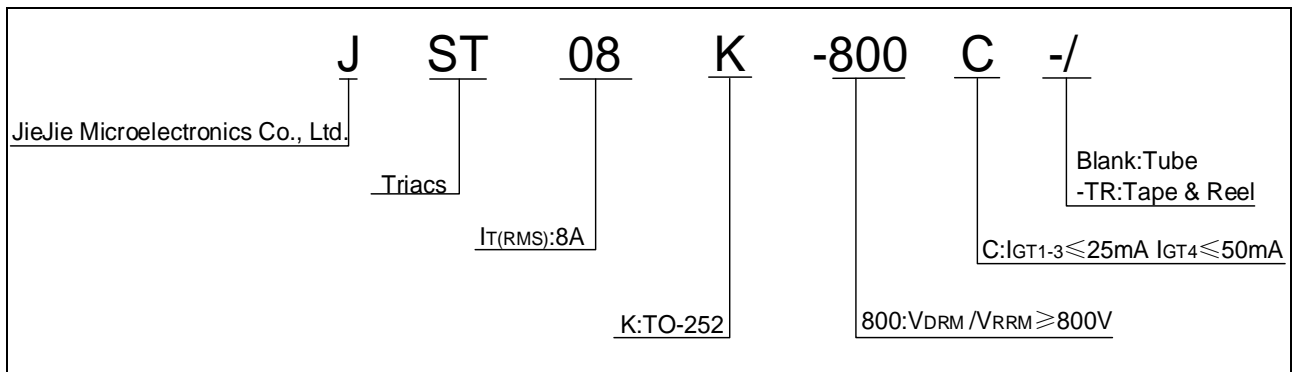 J ST 08 K -800 C -/
JieJie Microelectronics Co., Ltd.
Blank:Tube
-TR:Tape & Reel
Triacs
IT(RMS):8A
C:IGT1-3≤25mA IGT4≤50mA
K:TO-252
800:VDRM /VRRM≥800V